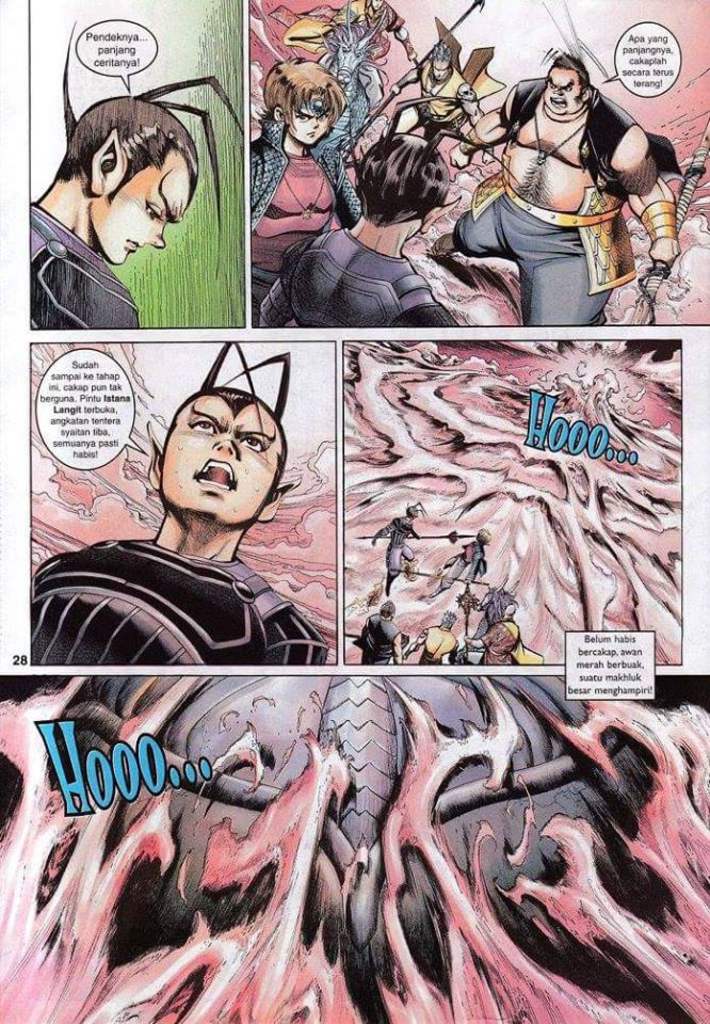 Pendeknya...
panjang
ceritanya!
Apa yang
panjangnya,
cakaplah
secara terus
terang!
Sudah
sampai ke tahap
ini, cakap pun tak
berguna. Pintu Istana
Langit terbuka,
angkatan tentera
syaitan tiba,
semuanya pasti
habis!
HOOO...
Belum habis
bercakap, awan
merah berbuak,
suatu makhluk
besar menghampiri!
28
HOOO...